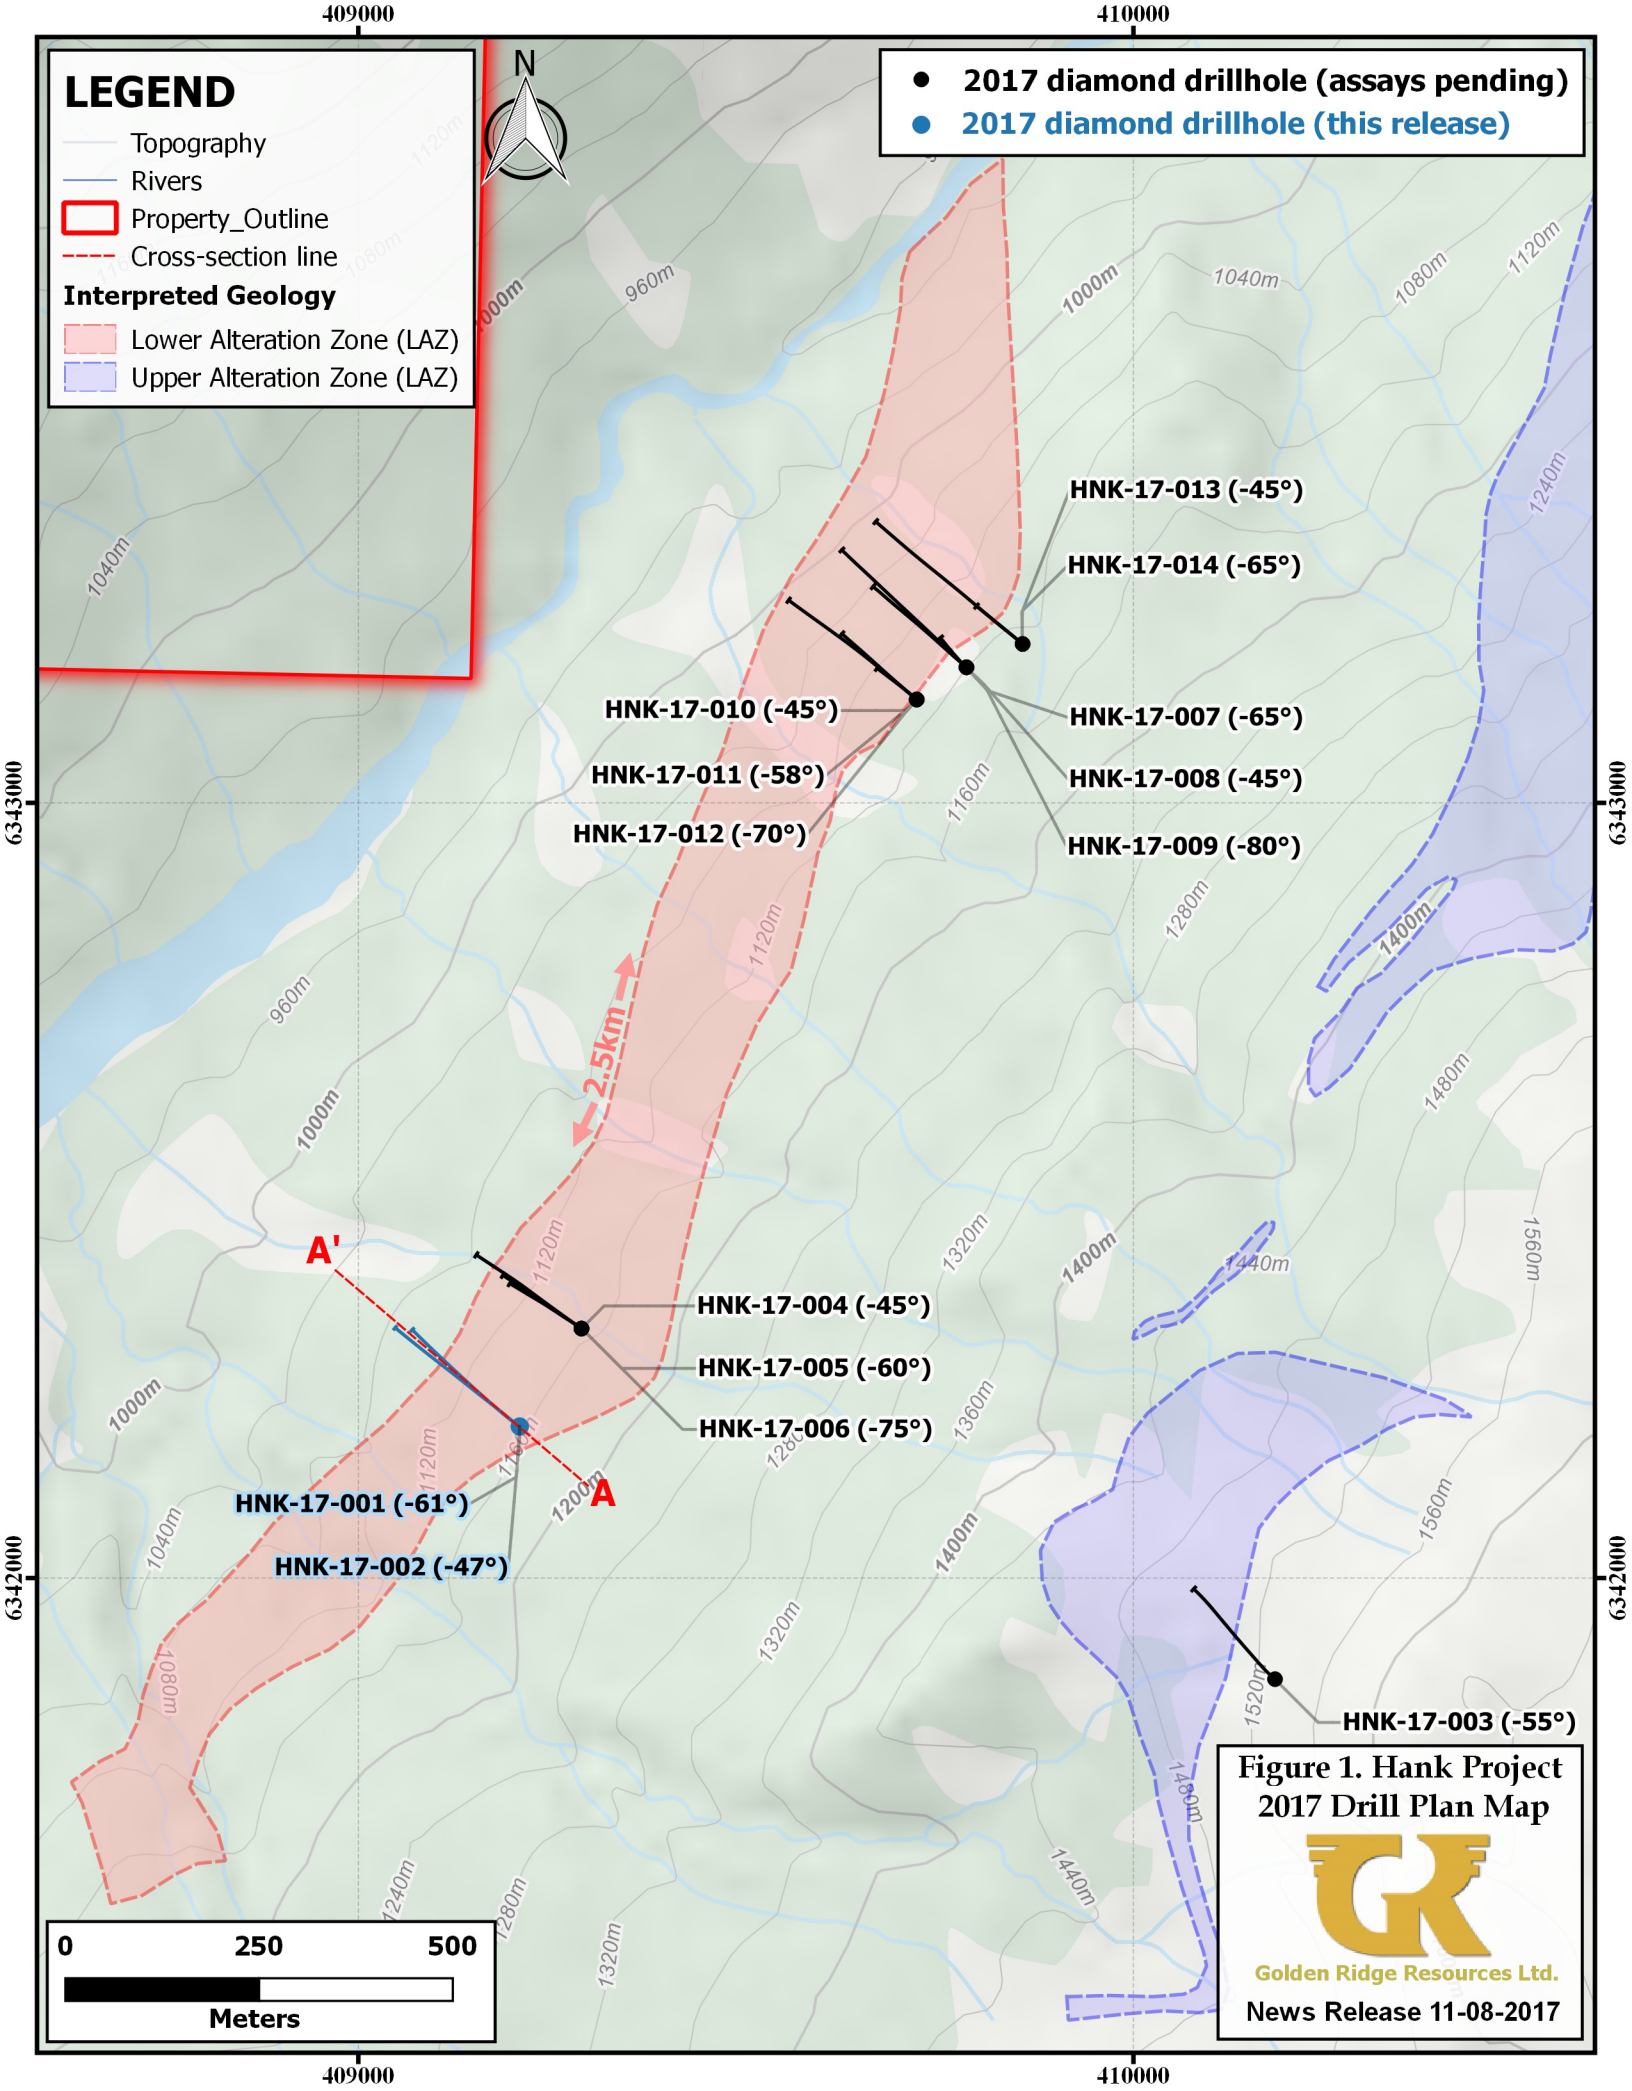 409000
410000
LEGEND
Topography
Rivers
Property_Outline
Cross-section line
Interpreted Geology
Lower Alteration Zone (LAZ)
Upper Alteration Zone (LAZ)
N
2017 diamond drillhole (assays pending)
2017 diamond drillhole (this release)
1120m
1080m
1000m
960m
1000m
1040m
1080m
1120m
1240m
1040m
HNK-17-013 (-45°)
HNK-17-014 (-65°)
HNK-17-010 (-45°)
HNK-17-007 (-65°)
HNK-17-011 (-58°)
HNK-17-008 (-45°)
HNK-17-012 (-70°)
HNK-17-009 (-80°)
6343000
6343000
1160m
1280m
1400m
1120m
960m
2.5km
1000m
1480m
A'
1120m
1320m
1400m
1440m
1560m
HNK-17-004 (-45°)
HNK-17-005 (-60°)
HNK-17-006 (-75°)
1000m
1360m
1120m
1160m
1200m
A
HNK-17-001 (-61°)
HNK-17-002 (-47°)
1040m
1400m
1560m
6342000
6342000
1320m
1080m
1520m
HNK-17-003 (-55°)
1480m
1440m
1240m
1280m
1320m
Figure 1. Hank Project
2017 Drill Plan Map
GR
Golden Ridge Resources Ltd.
News Release 11-08-2017
0
250
500
Meters
409000
410000